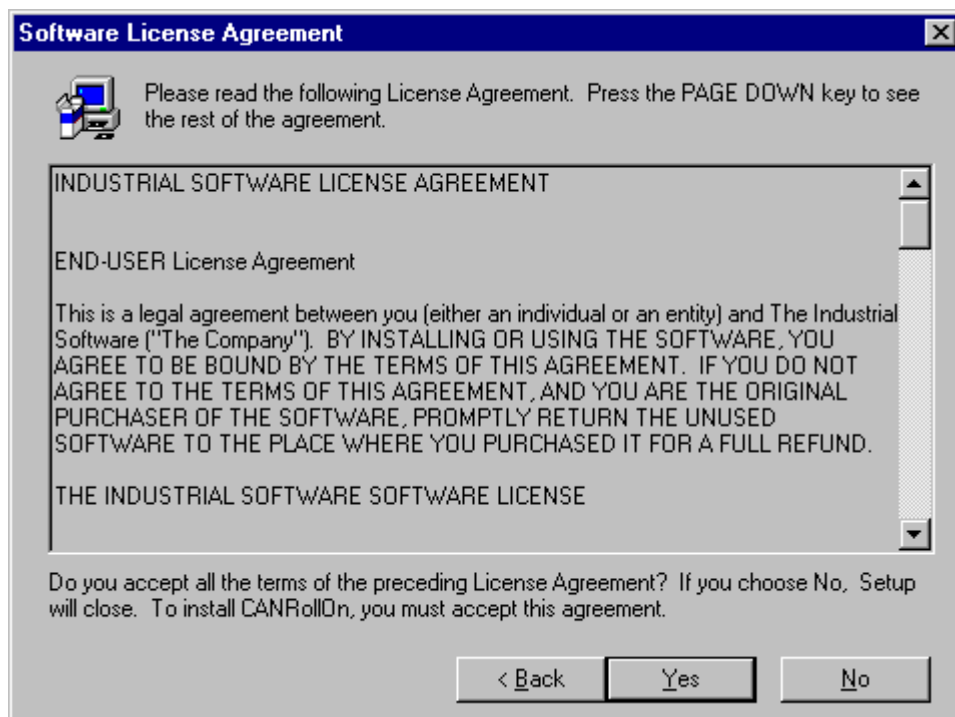 Software License Agreement
Please read the following License Agreement.  Press the PAGE DOWN key to see
the rest of the agreement.
INDUSTRIAL SOFTWARE LICENSE AGREEMENT
END-USER License Agreement
This is a legal agreement between you (either an individual or an entity) and The Industrial
Software ("The Company").  BY INSTALLING OR USING THE SOFTWARE, YOU
AGREE TO BE BOUND BY THE TERMS OF THIS AGREEMENT.  IF YOU DO NOT
AGREE TO THE TERMS OF THIS AGREEMENT, AND YOU ARE THE ORIGINAL
PURCHASER OF THE SOFTWARE, PROMPTLY RETURN THE UNUSED
SOFTWARE TO THE PLACE WHERE YOU PURCHASED IT FOR A FULL REFUND.
THE INDUSTRIAL SOFTWARE SOFTWARE LICENSE
Do you accept all the terms of the preceding License Agreement?  If you choose No,  Setup
will close.  To install CANRollOn, you must accept this agreement.
< Back
Yes
No